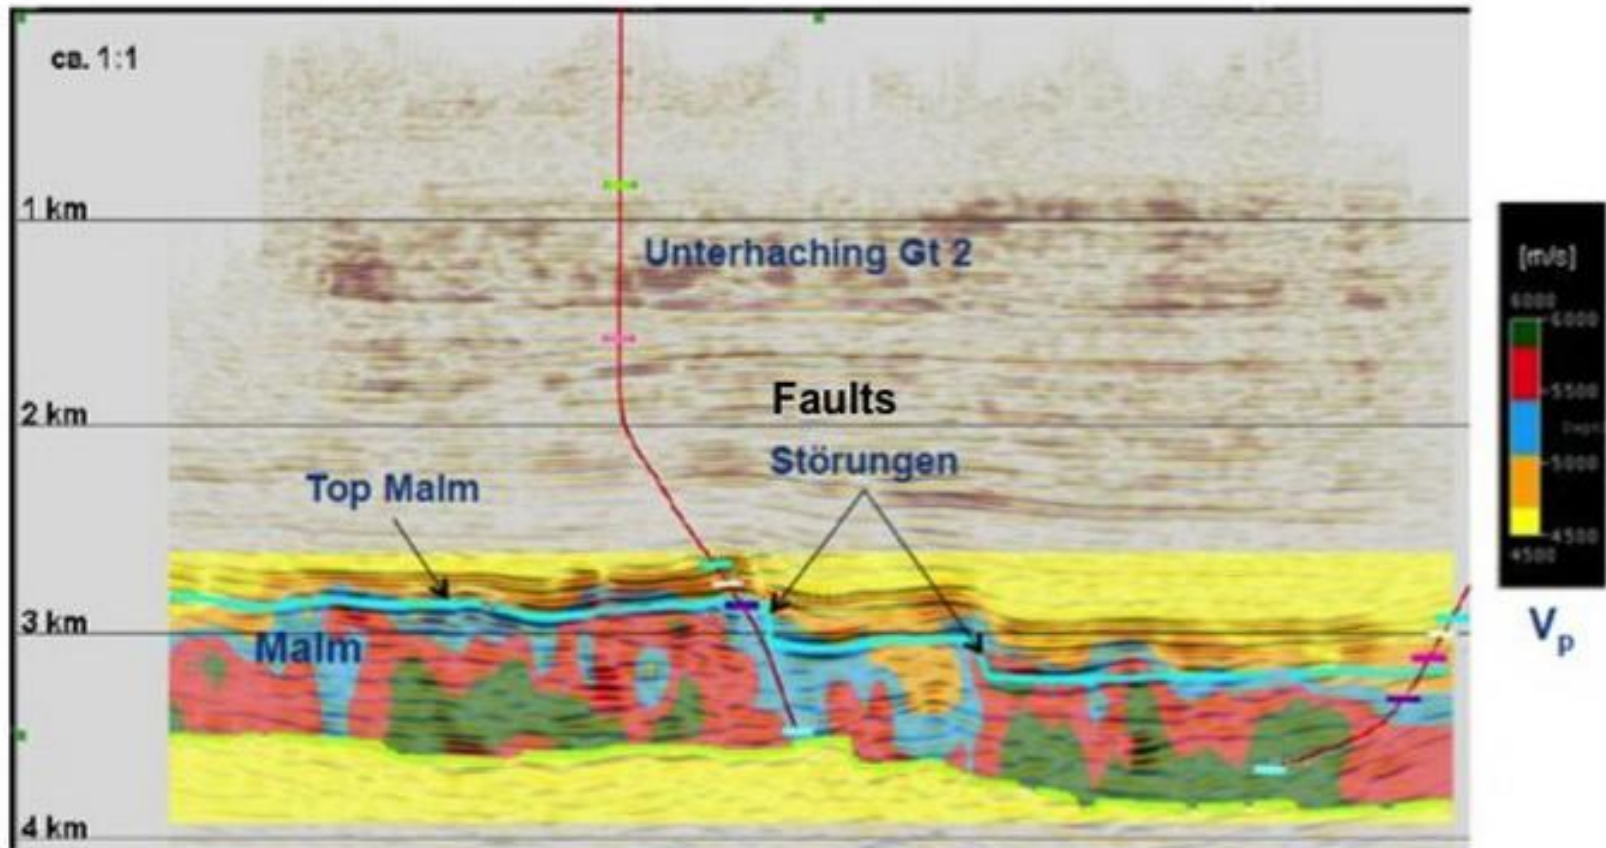 ca. 1:1
1 km
Unterhaching Gt 2
2 km
Faults
Störungen
Top Malm
3 km
Malm
4 km
[m/s]
6000
6000
5500
5000
4500
4500
Vp